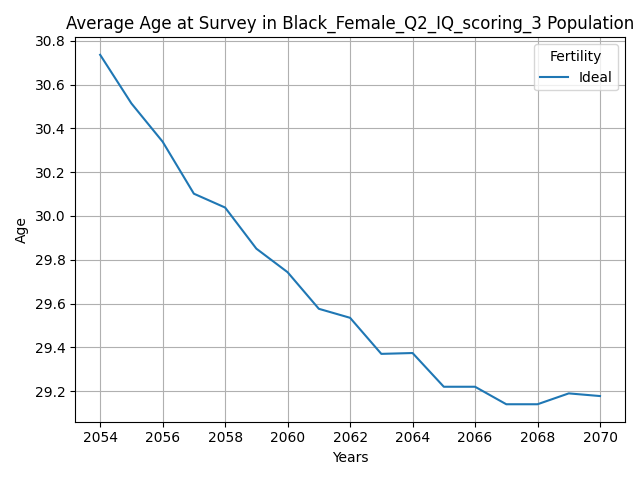 Average Age at Survey in Black_Female_Q2_IQ_scoring_3 Population
30.8
30.6
30.4
30.2
30.0
29.8
29.6
29.4
29.2
Age
Fertility
Ideal
2054 2056 2058 2060 2062 2064 2066 2068 2070
Years